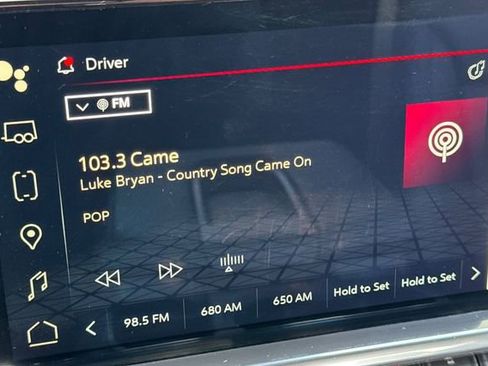 Driver
FM
103.3 Came
Luke Bryan - Country Song Came On
POP
98.5 FM
680 AM
650 AM
Hold to Set
Hold to Set